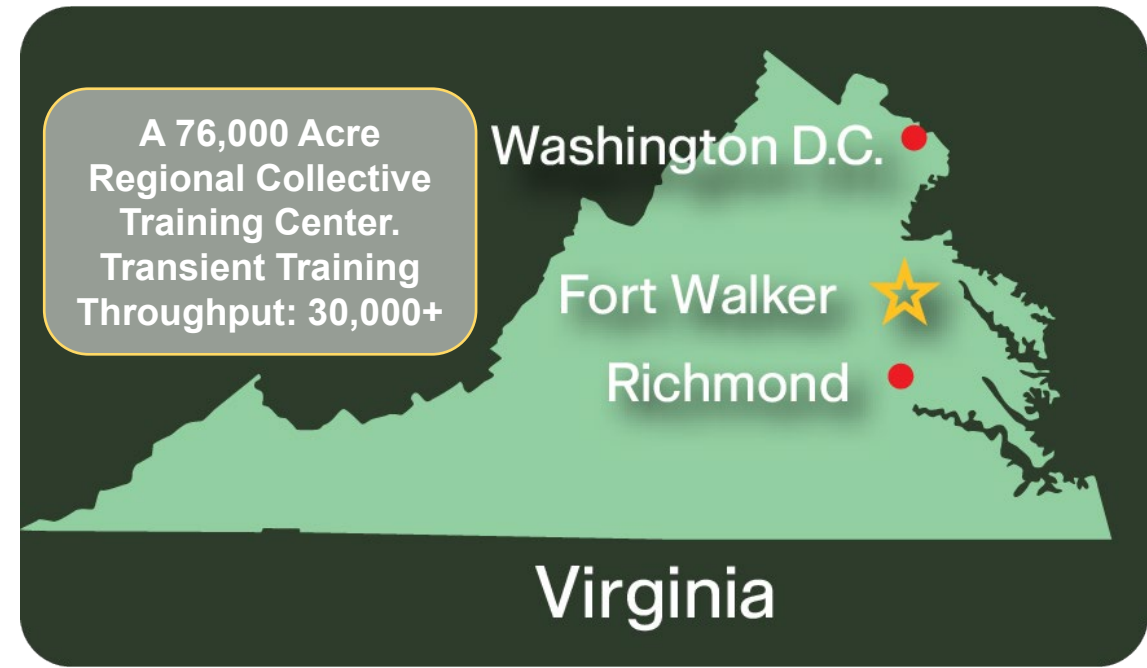 A 76,000 Acre
Regional Collective
Training Center.
Transient Training
Throughput: 30,000+
Washington D.C.
Fort Walker
Richmond
Virginia